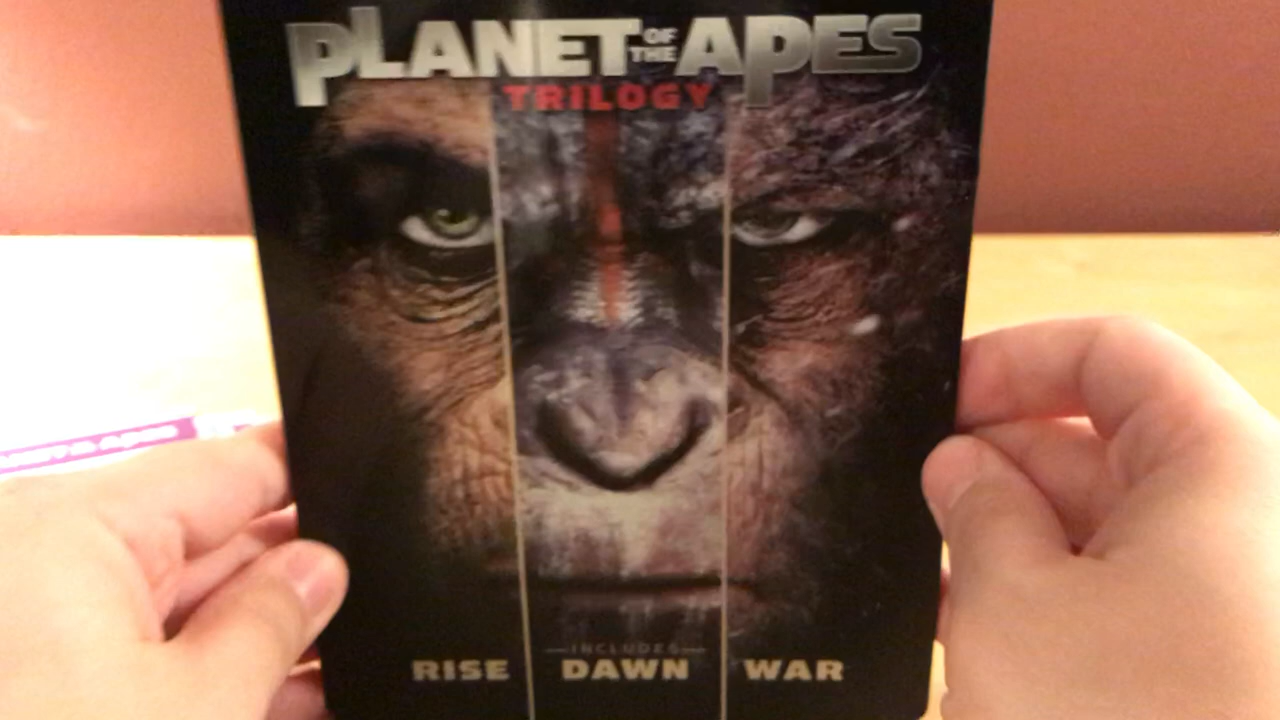 PLANET OF THE APES
TRILOGY
INCLUDES
RISE DAWN WAR